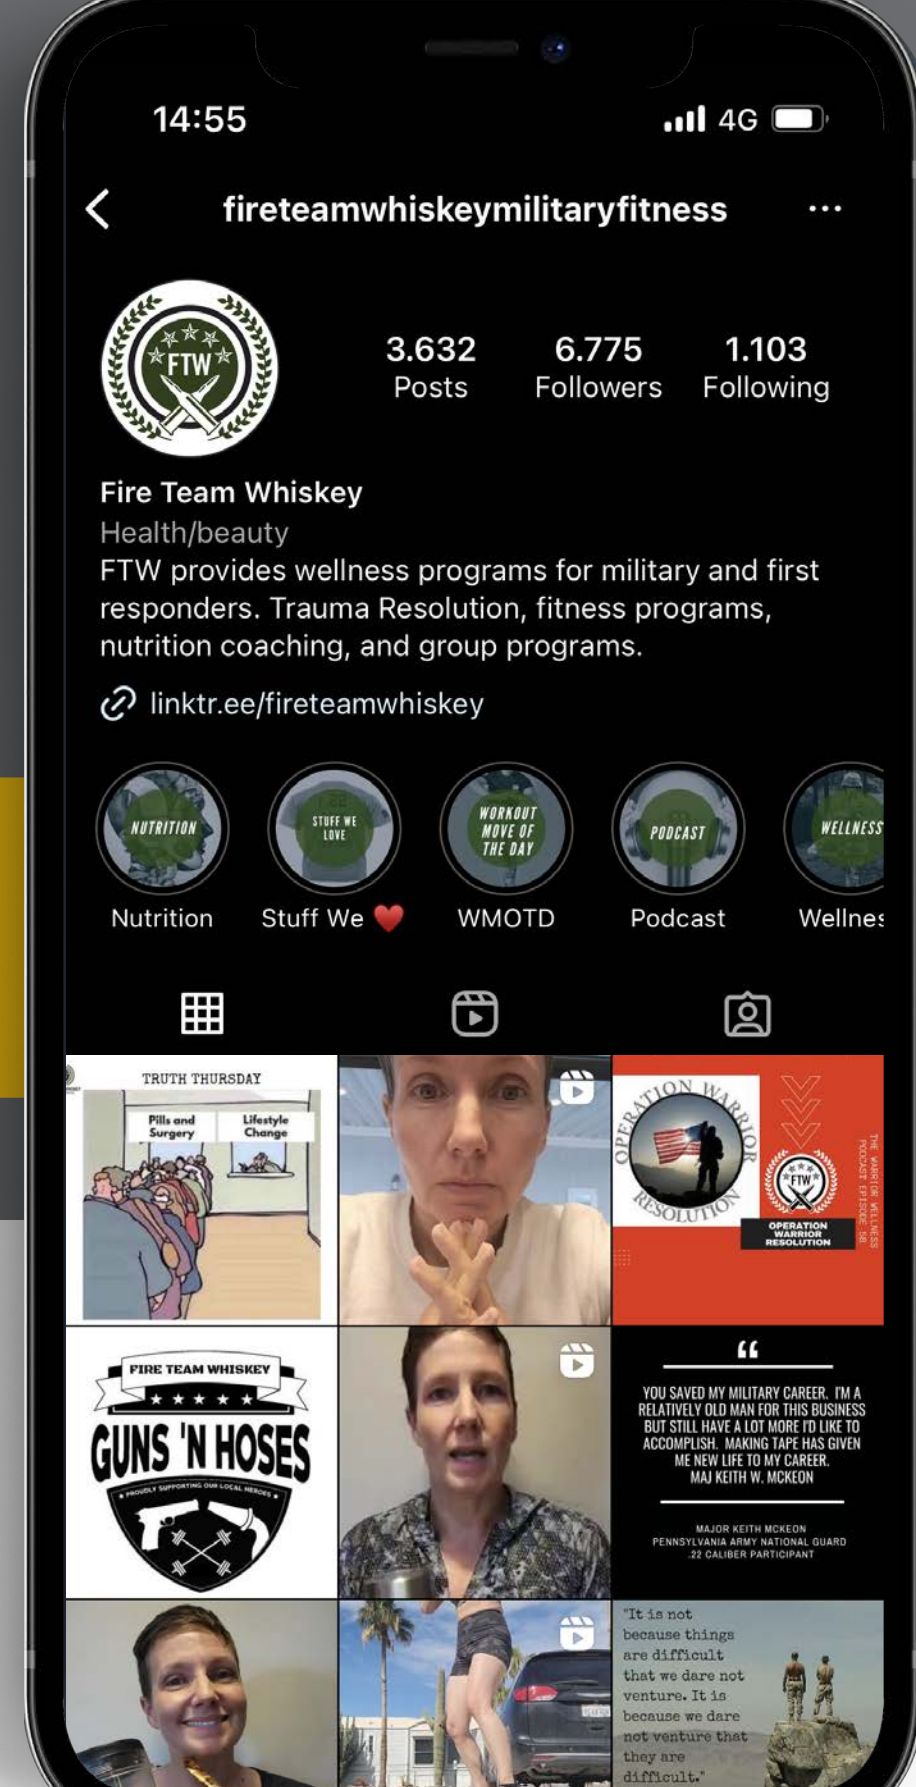 14:55
4G
fireteamwhiskeymilitaryfitness
FTW
3.632
Posts
6.775
Followers
1.103
Following
Fire Team Whiskey
Health/beauty
FTW provides wellness programs for military and first
responders. Trauma Resolution, fitness programs,
nutrition coaching, and group programs.
linktr.ee/fireteamwhiskey
NUTRITION
STUFF WE
LOVE
WORKOUT
MOVE OF
THE DAY
PODCAST
WELLNESS
Nutrition
Stuff We ❤️
WMOTD
Podcast
Wellnes
TRUTH THURSDAY
Pills and
Surgery
Lifestyle
Change
OPERATION WARRIOR
RESOLUTION
FTW
OPERATION
WARRIOR
RESOLUTION
THE WARRIOR WELLNESS
PODCAST EPISODE 58
FIRE TEAM WHISKEY
GUNS 'N HOSES
PROUDLY SUPPORTING OUR LOCAL HEROES
“
YOU SAVED MY MILITARY CAREER. I'M A
RELATIVELY OLD MAN FOR THIS BUSINESS
BUT STILL HAVE A LOT MORE I'D LIKE TO
ACCOMPLISH. MAKING TAPE HAS GIVEN
ME NEW LIFE TO MY CAREER.
MAJ KEITH W. MCKEON
MAJOR KEITH MCKEON
PENNSYLVANIA ARMY NATIONAL GUARD
.22 CALIBER PARTICIPANT
"It is not
because things
are difficult
that we dare not
venture. It is
because we dare
not venture that
they are
difficult."